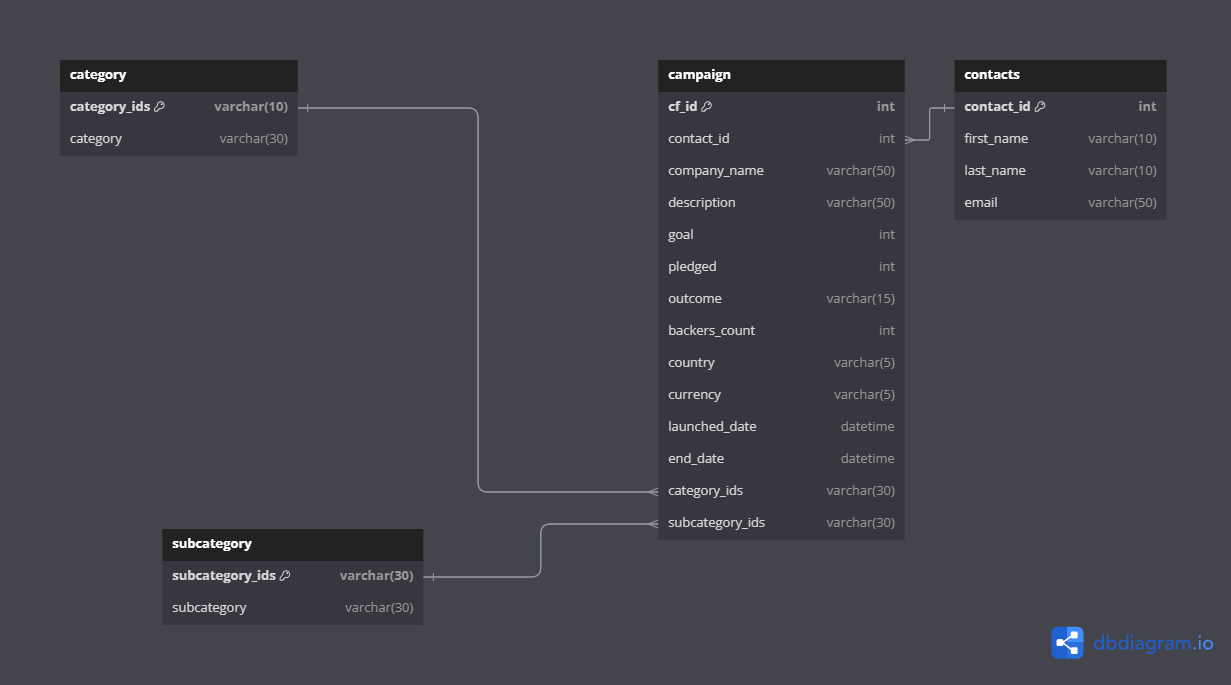 category
category_ids varchar(10)
category varchar(30)
campaign
cf_id int
contact_id int
company_name varchar(50)
description varchar(50)
goal int
pledged int
outcome varchar(15)
backers_count int
country varchar(5)
currency varchar(5)
launched_date datetime
end_date datetime
category_ids varchar(30)
subcategory_ids varchar(30)
contacts
contact_id int
first_name varchar(10)
last_name varchar(10)
email varchar(50)
subcategory
subcategory_ids varchar(30)
subcategory varchar(30)
dbdiagram.io